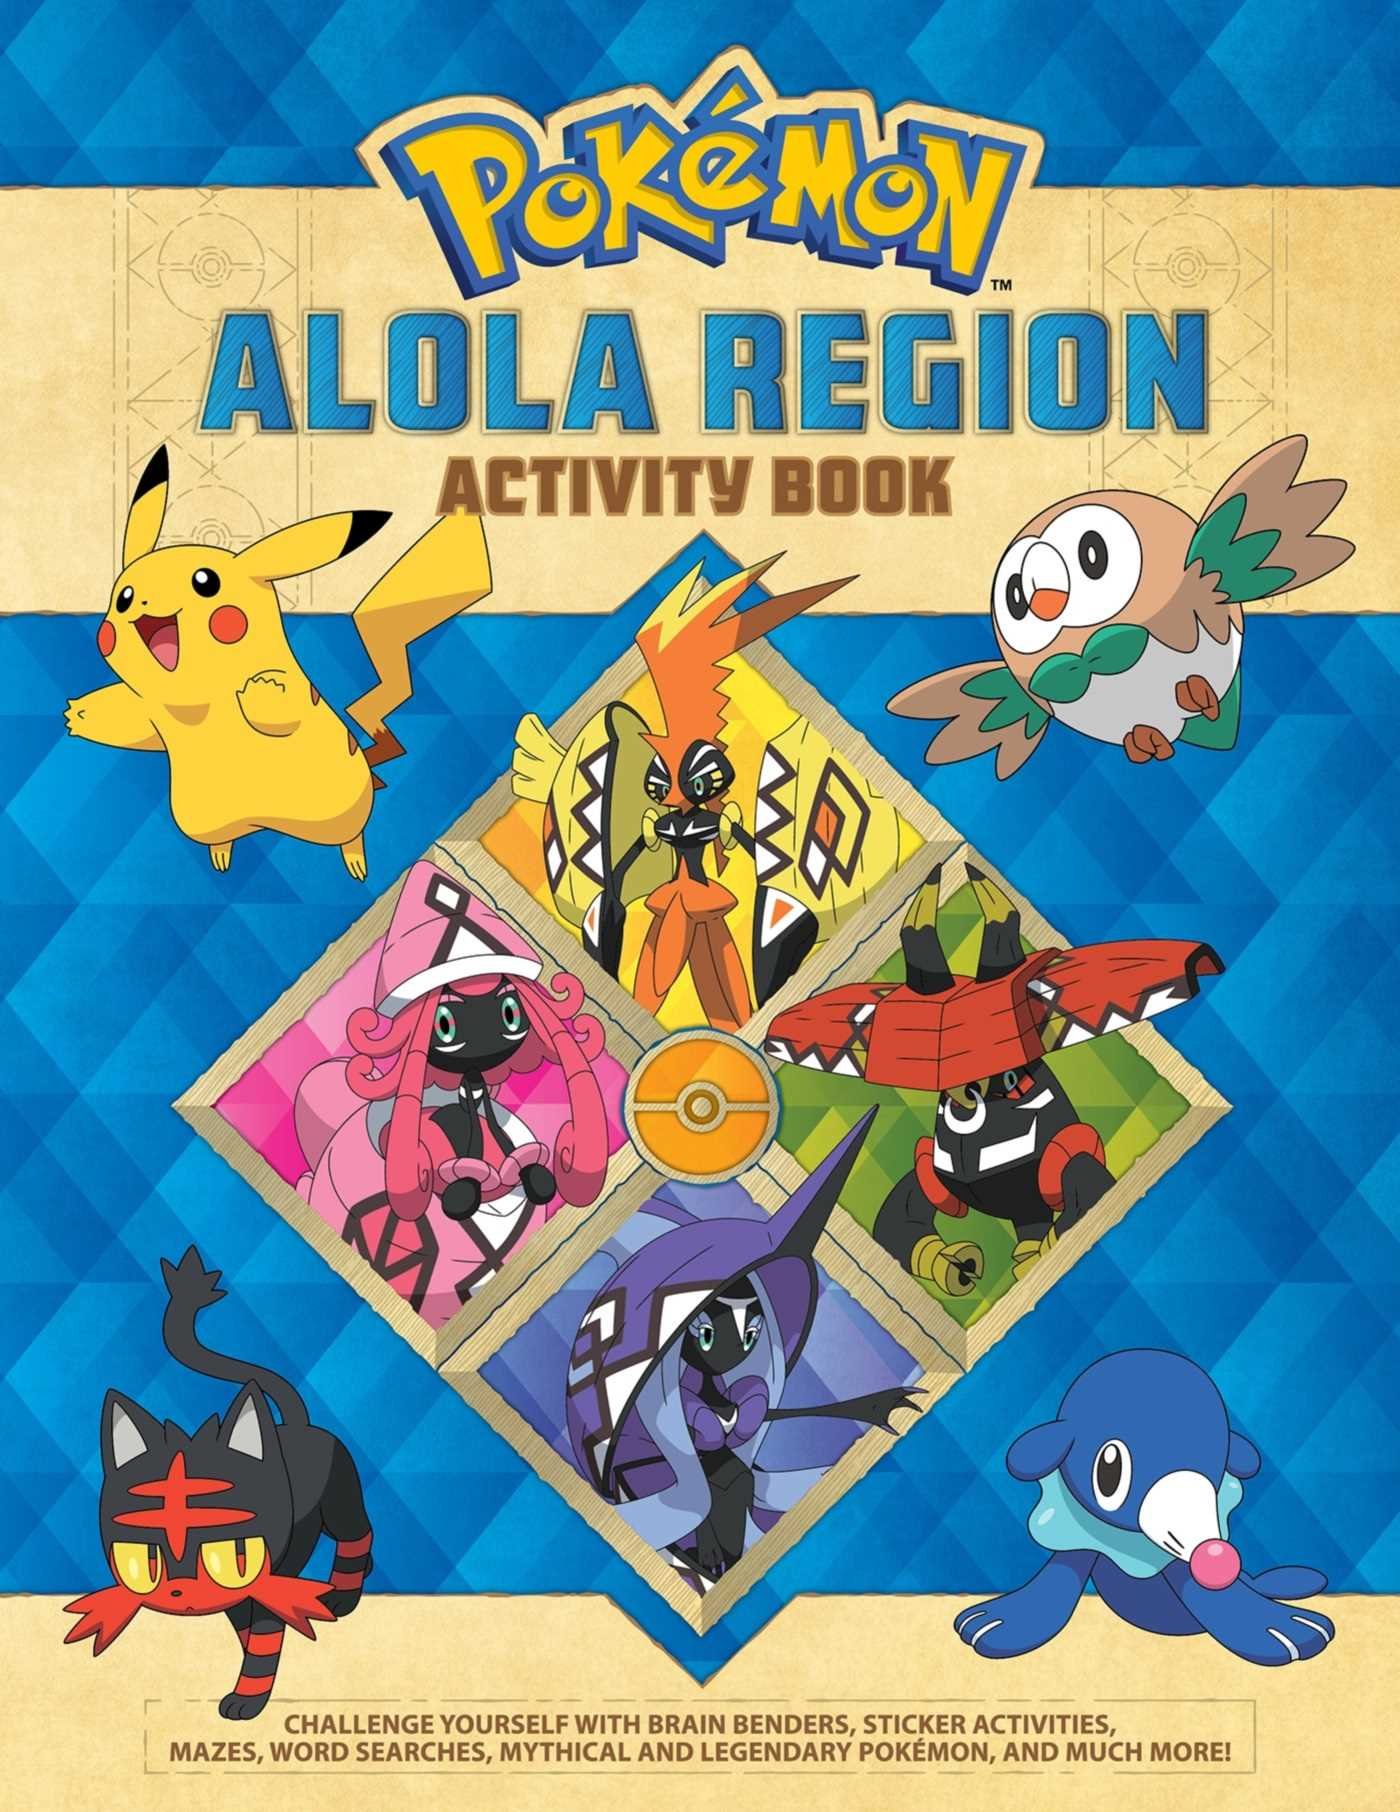 POKéMON
TM
ALOLA REGION
ACTIVITY BOOK
CHALLENGE YOURSELF WITH BRAIN BENDERS, STICKER ACTIVITIES,
MAZES, WORD SEARCHES, MYTHICAL AND LEGENDARY POKÉMON, AND MUCH MORE!